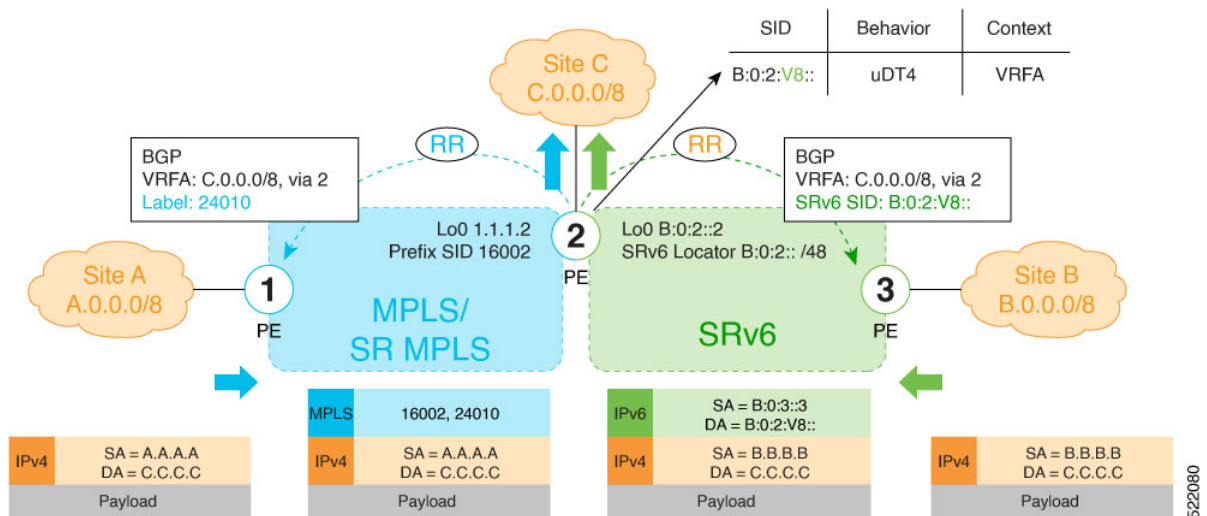 SID Behavior Context
B:0:2:V8:: uDT4 VRFA
Site C
C.0.0.0/8
RR
RR
BGP
VRFA: C.0.0.0/8, via 2
Label: 24010
BGP
VRFA: C.0.0.0/8, via 2
SRv6 SID: B:0:2:V8::
Lo0 1.1.1.2
Prefix SID 16002
2
PE
Lo0 B:0:2::2
SRv6 Locator B:0:2:: /48
Site A
A.0.0.0/8
1
PE
MPLS/
SR MPLS
SRv6
3
PE
Site B
B.0.0.0/8
MPLS 16002, 24010
IPv6 SA = B:0:3::3
DA = B:0:2:V8::
IPv4 SA = A.A.A.A
DA = C.C.C.C
Payload
IPv4 SA = A.A.A.A
DA = C.C.C.C
Payload
IPv4 SA = B.B.B.B
DA = C.C.C.C
Payload
IPv4 SA = B.B.B.B
DA = C.C.C.C
Payload
522080